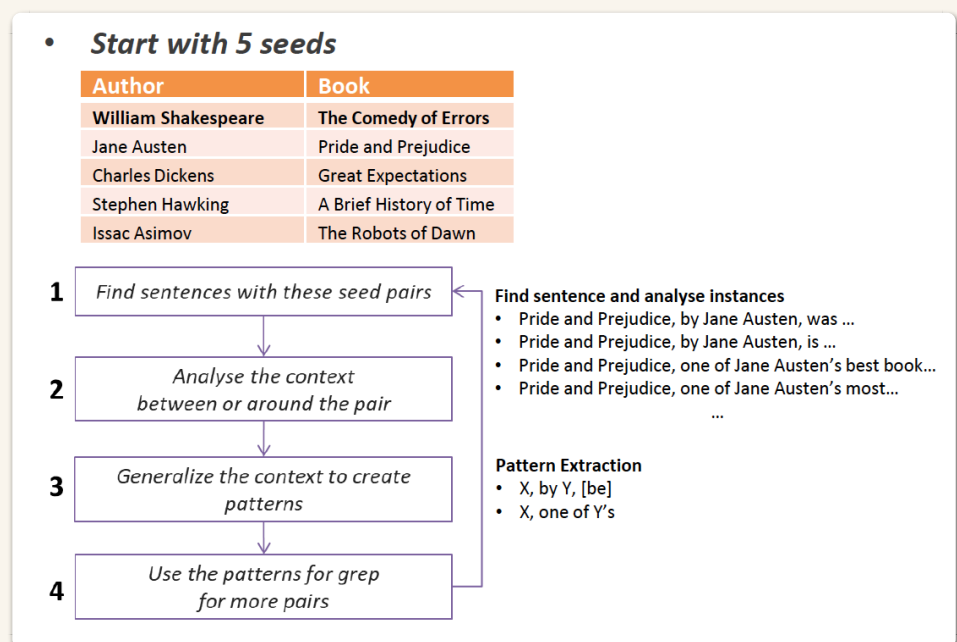 • Start with 5 seeds
Author Book
William Shakespeare The Comedy of Errors
Jane Austen Pride and Prejudice
Charles Dickens Great Expectations
Stephen Hawking A Brief History of Time
Issac Asimov The Robots of Dawn
1 Find sentences with these seed pairs
2 Analyse the context
between or around the pair
3 Generalize the context to create
patterns
4 Use the patterns for grep
for more pairs
Find sentence and analyse instances
• Pride and Prejudice, by Jane Austen, was ...
• Pride and Prejudice, by Jane Austen, is ...
• Pride and Prejudice, one of Jane Austen’s best book...
• Pride and Prejudice, one of Jane Austen’s most...
...
Pattern Extraction
• X, by Y, [be]
• X, one of Y’s